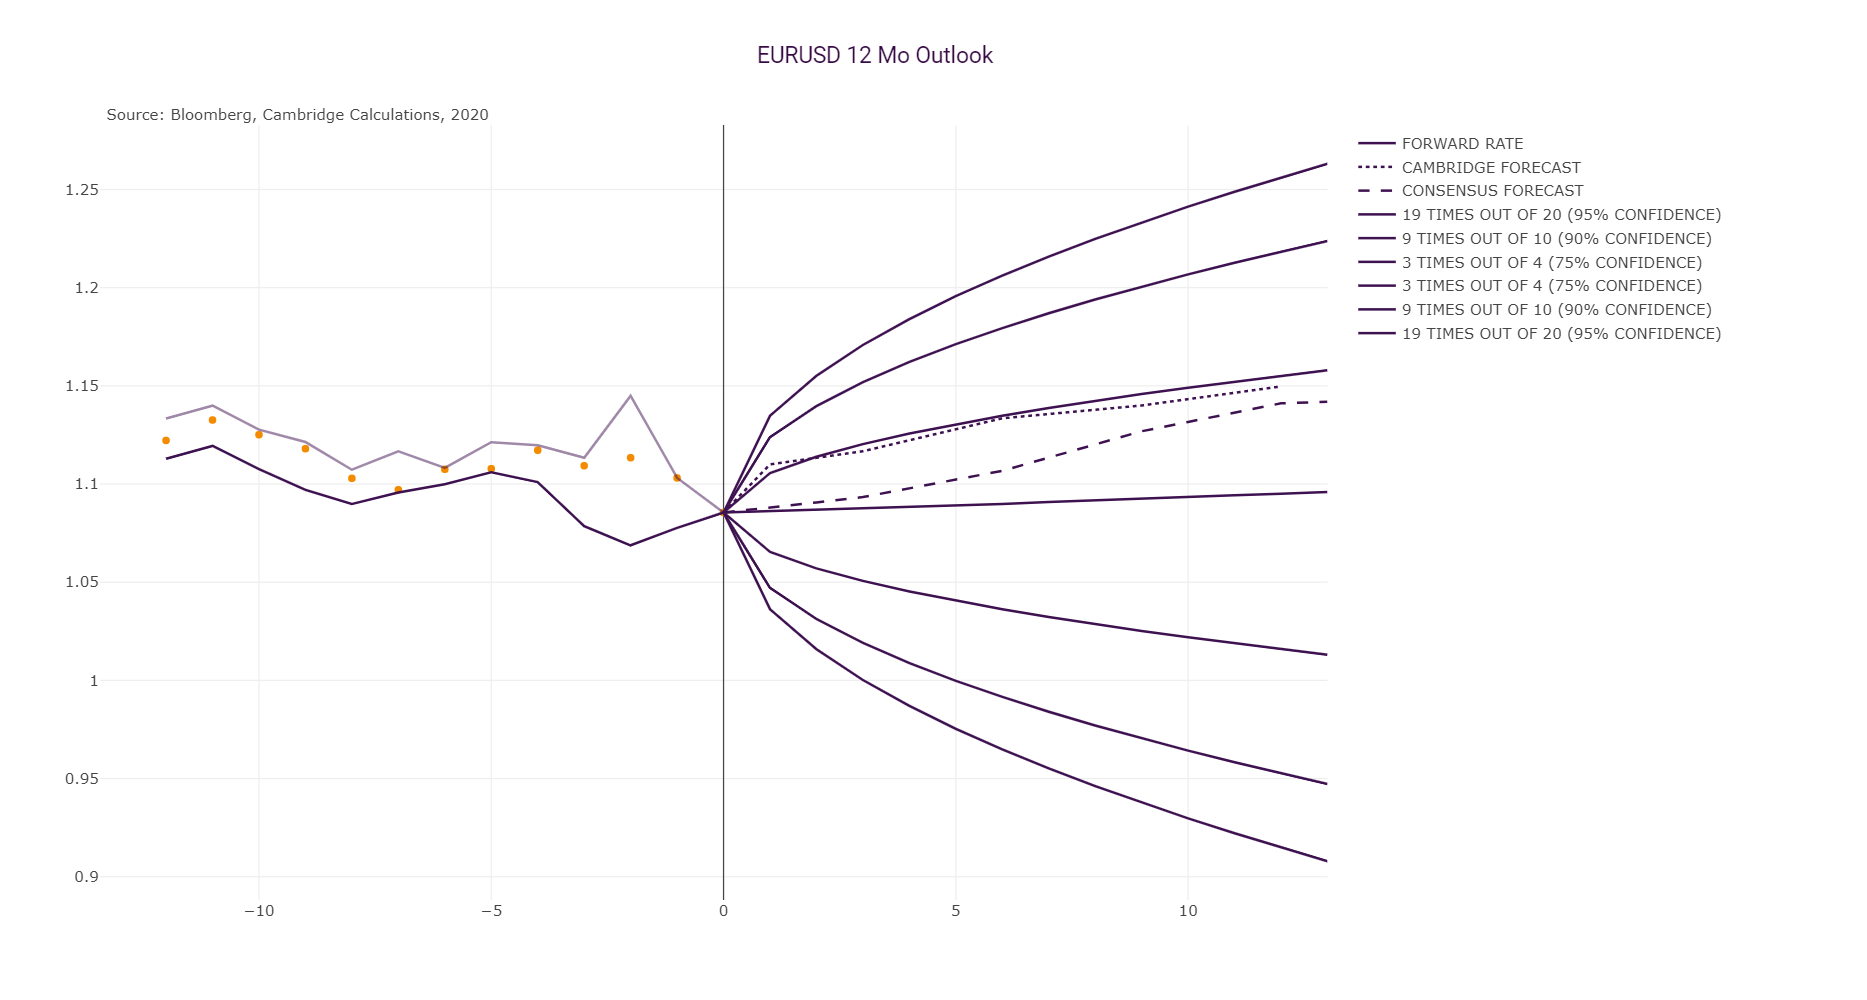 EURUSD 12 Mo Outlook
Source: Bloomberg, Cambridge Calculations, 2020
FORWARD RATE
CAMBRIDGE FORECAST
CONSENSUS FORECAST
19 TIMES OUT OF 20 (95% CONFIDENCE)
9 TIMES OUT OF 10 (90% CONFIDENCE)
3 TIMES OUT OF 4 (75% CONFIDENCE)
3 TIMES OUT OF 4 (75% CONFIDENCE)
9 TIMES OUT OF 10 (90% CONFIDENCE)
19 TIMES OUT OF 20 (95% CONFIDENCE)
1.25
1.2
1.15
1.1
1.05
1
0.95
0.9
−10 −5 0 5 10